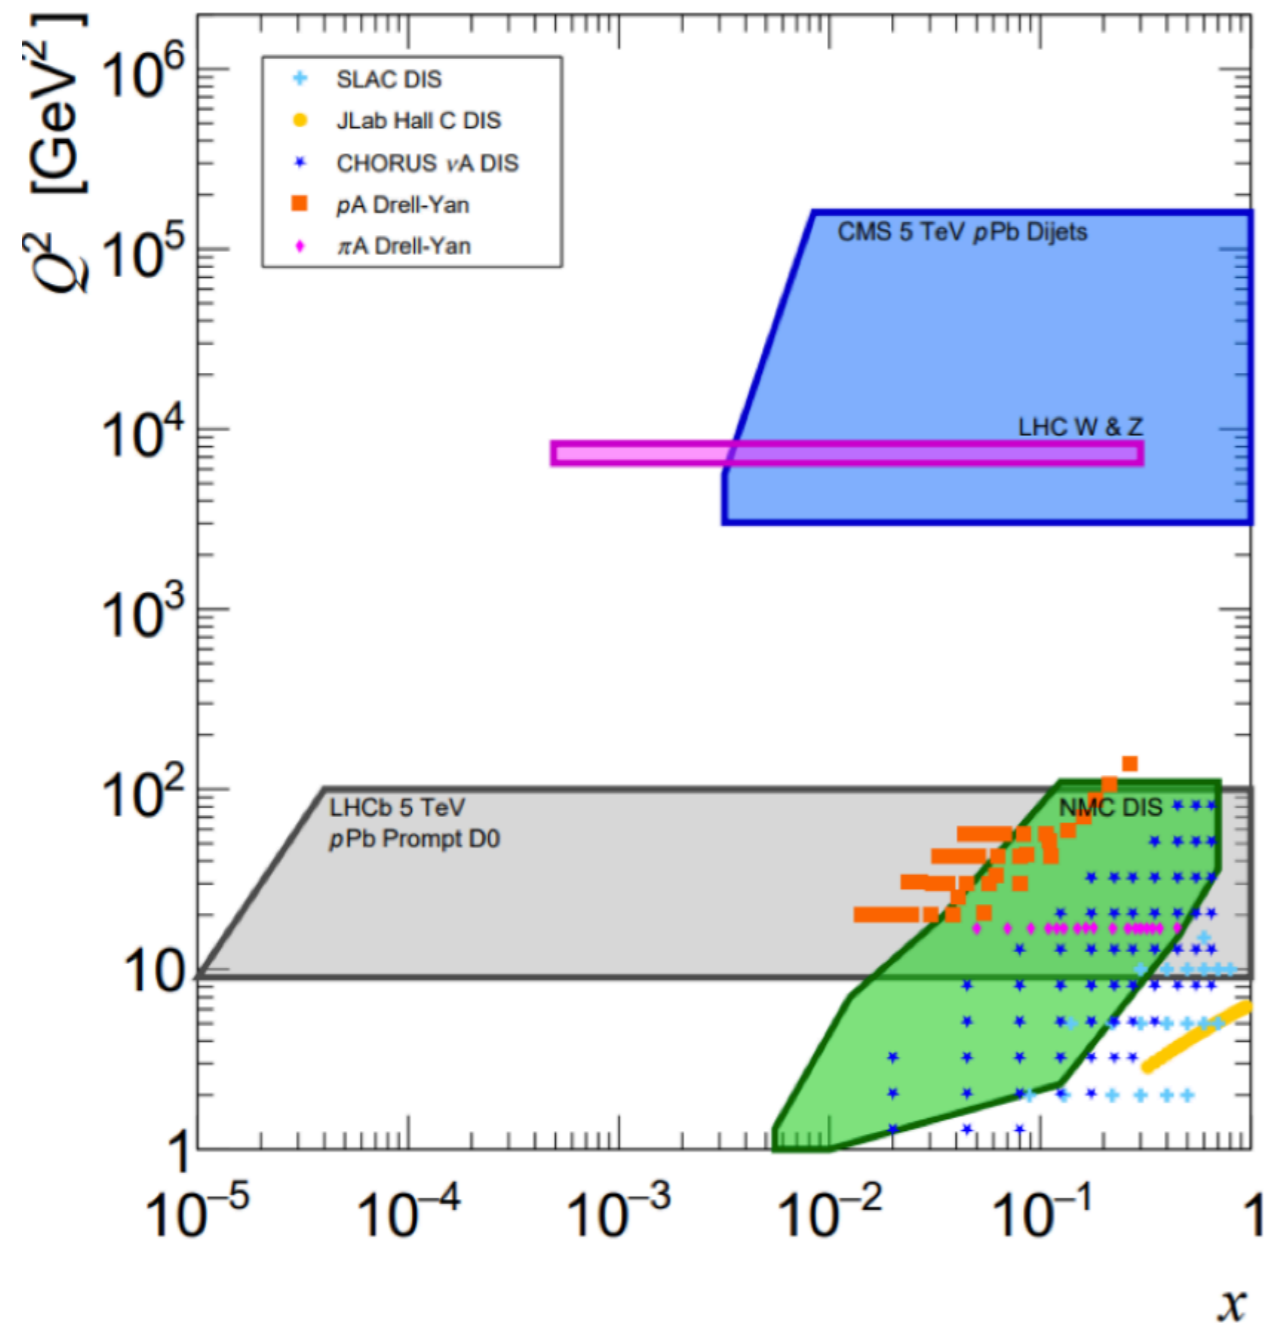 Q² [GeV²]
10⁶
10⁵
10⁴
10³
10²
10
1
SLAC DIS
JLab Hall C DIS
CHORUS νA DIS
pA Drell-Yan
πA Drell-Yan
CMS 5 TeV pPb Dijets
LHC W & Z
LHCb 5 TeV
pPb Prompt D0
NMC DIS
10⁻⁵ 10⁻⁴ 10⁻³ 10⁻² 10⁻¹ 1
x